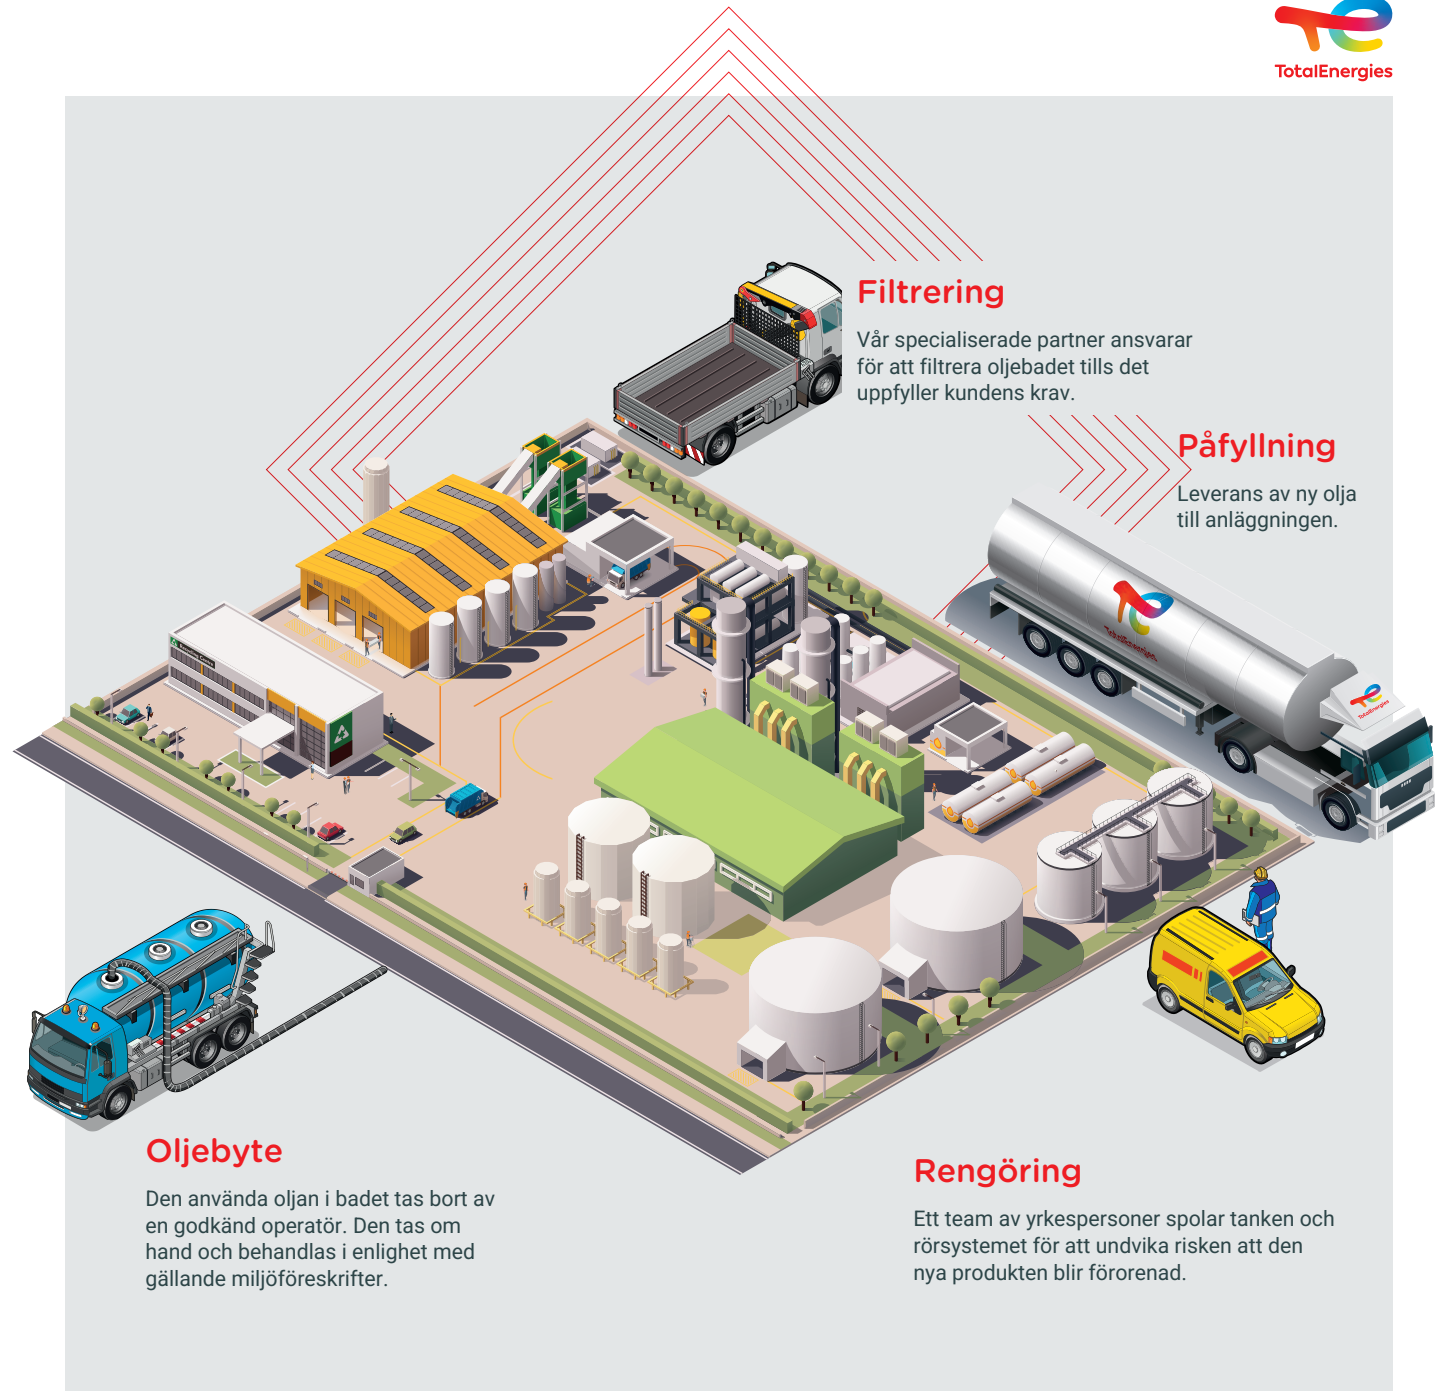 TotalEnergies
Filtrering
Vår specialiserade partner ansvarar
för att filtrera oljebadet tills det
uppfyller kundens krav.
Påfyllning
Leverans av ny olja
till anläggningen.
TotalEnergies
TotalEnergies
Oljebyte
Den använda oljan i badet tas bort av
en godkänd operatör. Den tas om
hand och behandlas i enlighet med
gällande miljöföreskrifter.
Rengöring
Ett team av yrkespersoner spolar tanken och
rörsystemet för att undvika risken att den
nya produkten blir förorenad.